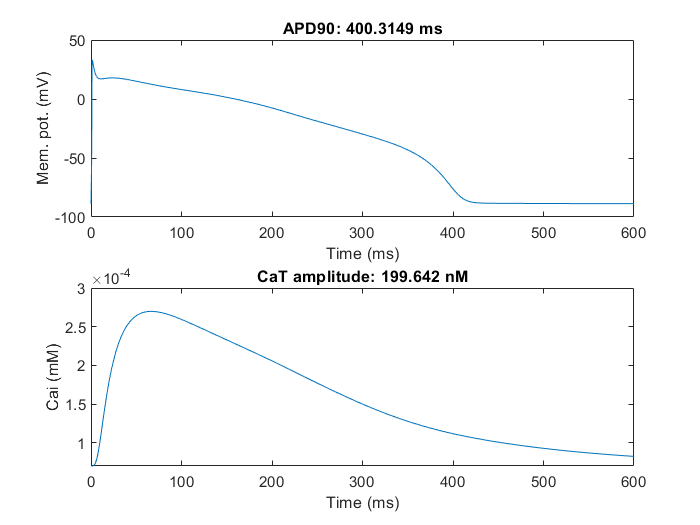 APD90: 400.3149 ms
50
0
-50
-100
Mem. pot. (mV)
0 100 200 300 400 500 600
Time (ms)
×10-4
CaT amplitude: 199.642 nM
3
2.5
2
1.5
1
Cai (mM)
0 100 200 300 400 500 600
Time (ms)